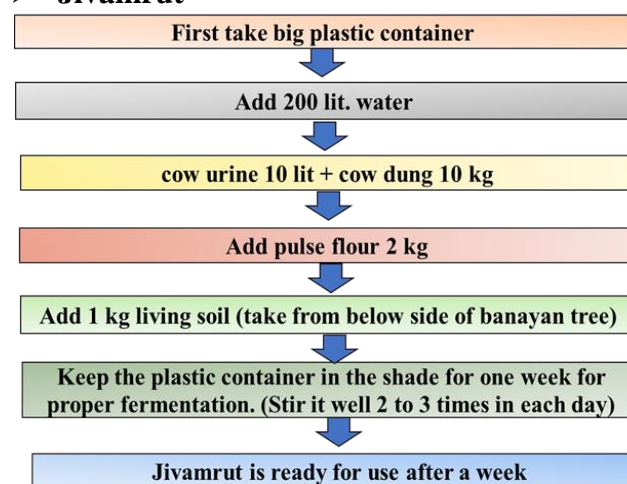 ➢ Jivamrut
First take big plastic container
Add 200 lit. water
cow urine 10 lit + cow dung 10 kg
Add pulse flour 2 kg
Add 1 kg living soil (take from below side of banayan tree)
Keep the plastic container in the shade for one week for
proper fermentation. (Stir it well 2 to 3 times in each day)
Jivamrut is ready for use after a week